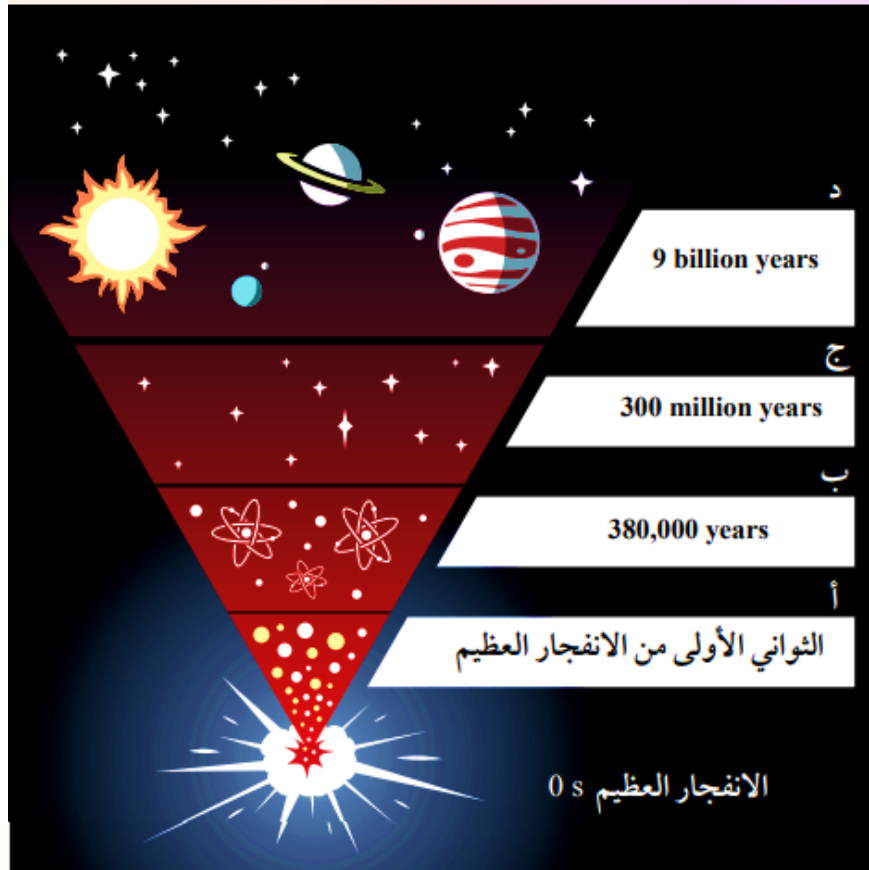 د
9 billion years
ج
300 million years
ب
380,000 years
أ
الثواني الأولى من الانفجار العظيم
الانفجار العظيم 0 s